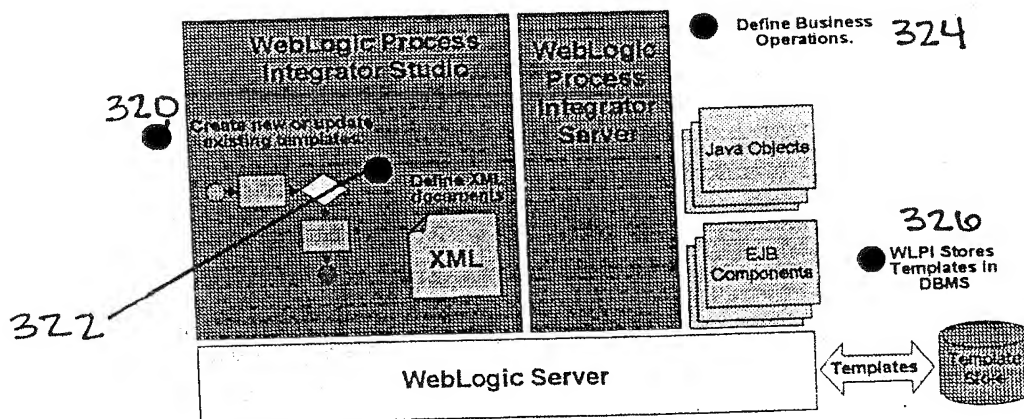 WebLogic Process
Integrator Studio
WebLogic
Process
Integrator
Server
Define Business
Operations.
324
320
Create new or update
existing templates.
Define XML
documents
XML
Java Objects
EJB
Components
326
WLPI Stores
Templates in
DBMS
322
WebLogic Server
Templates
Template
Store